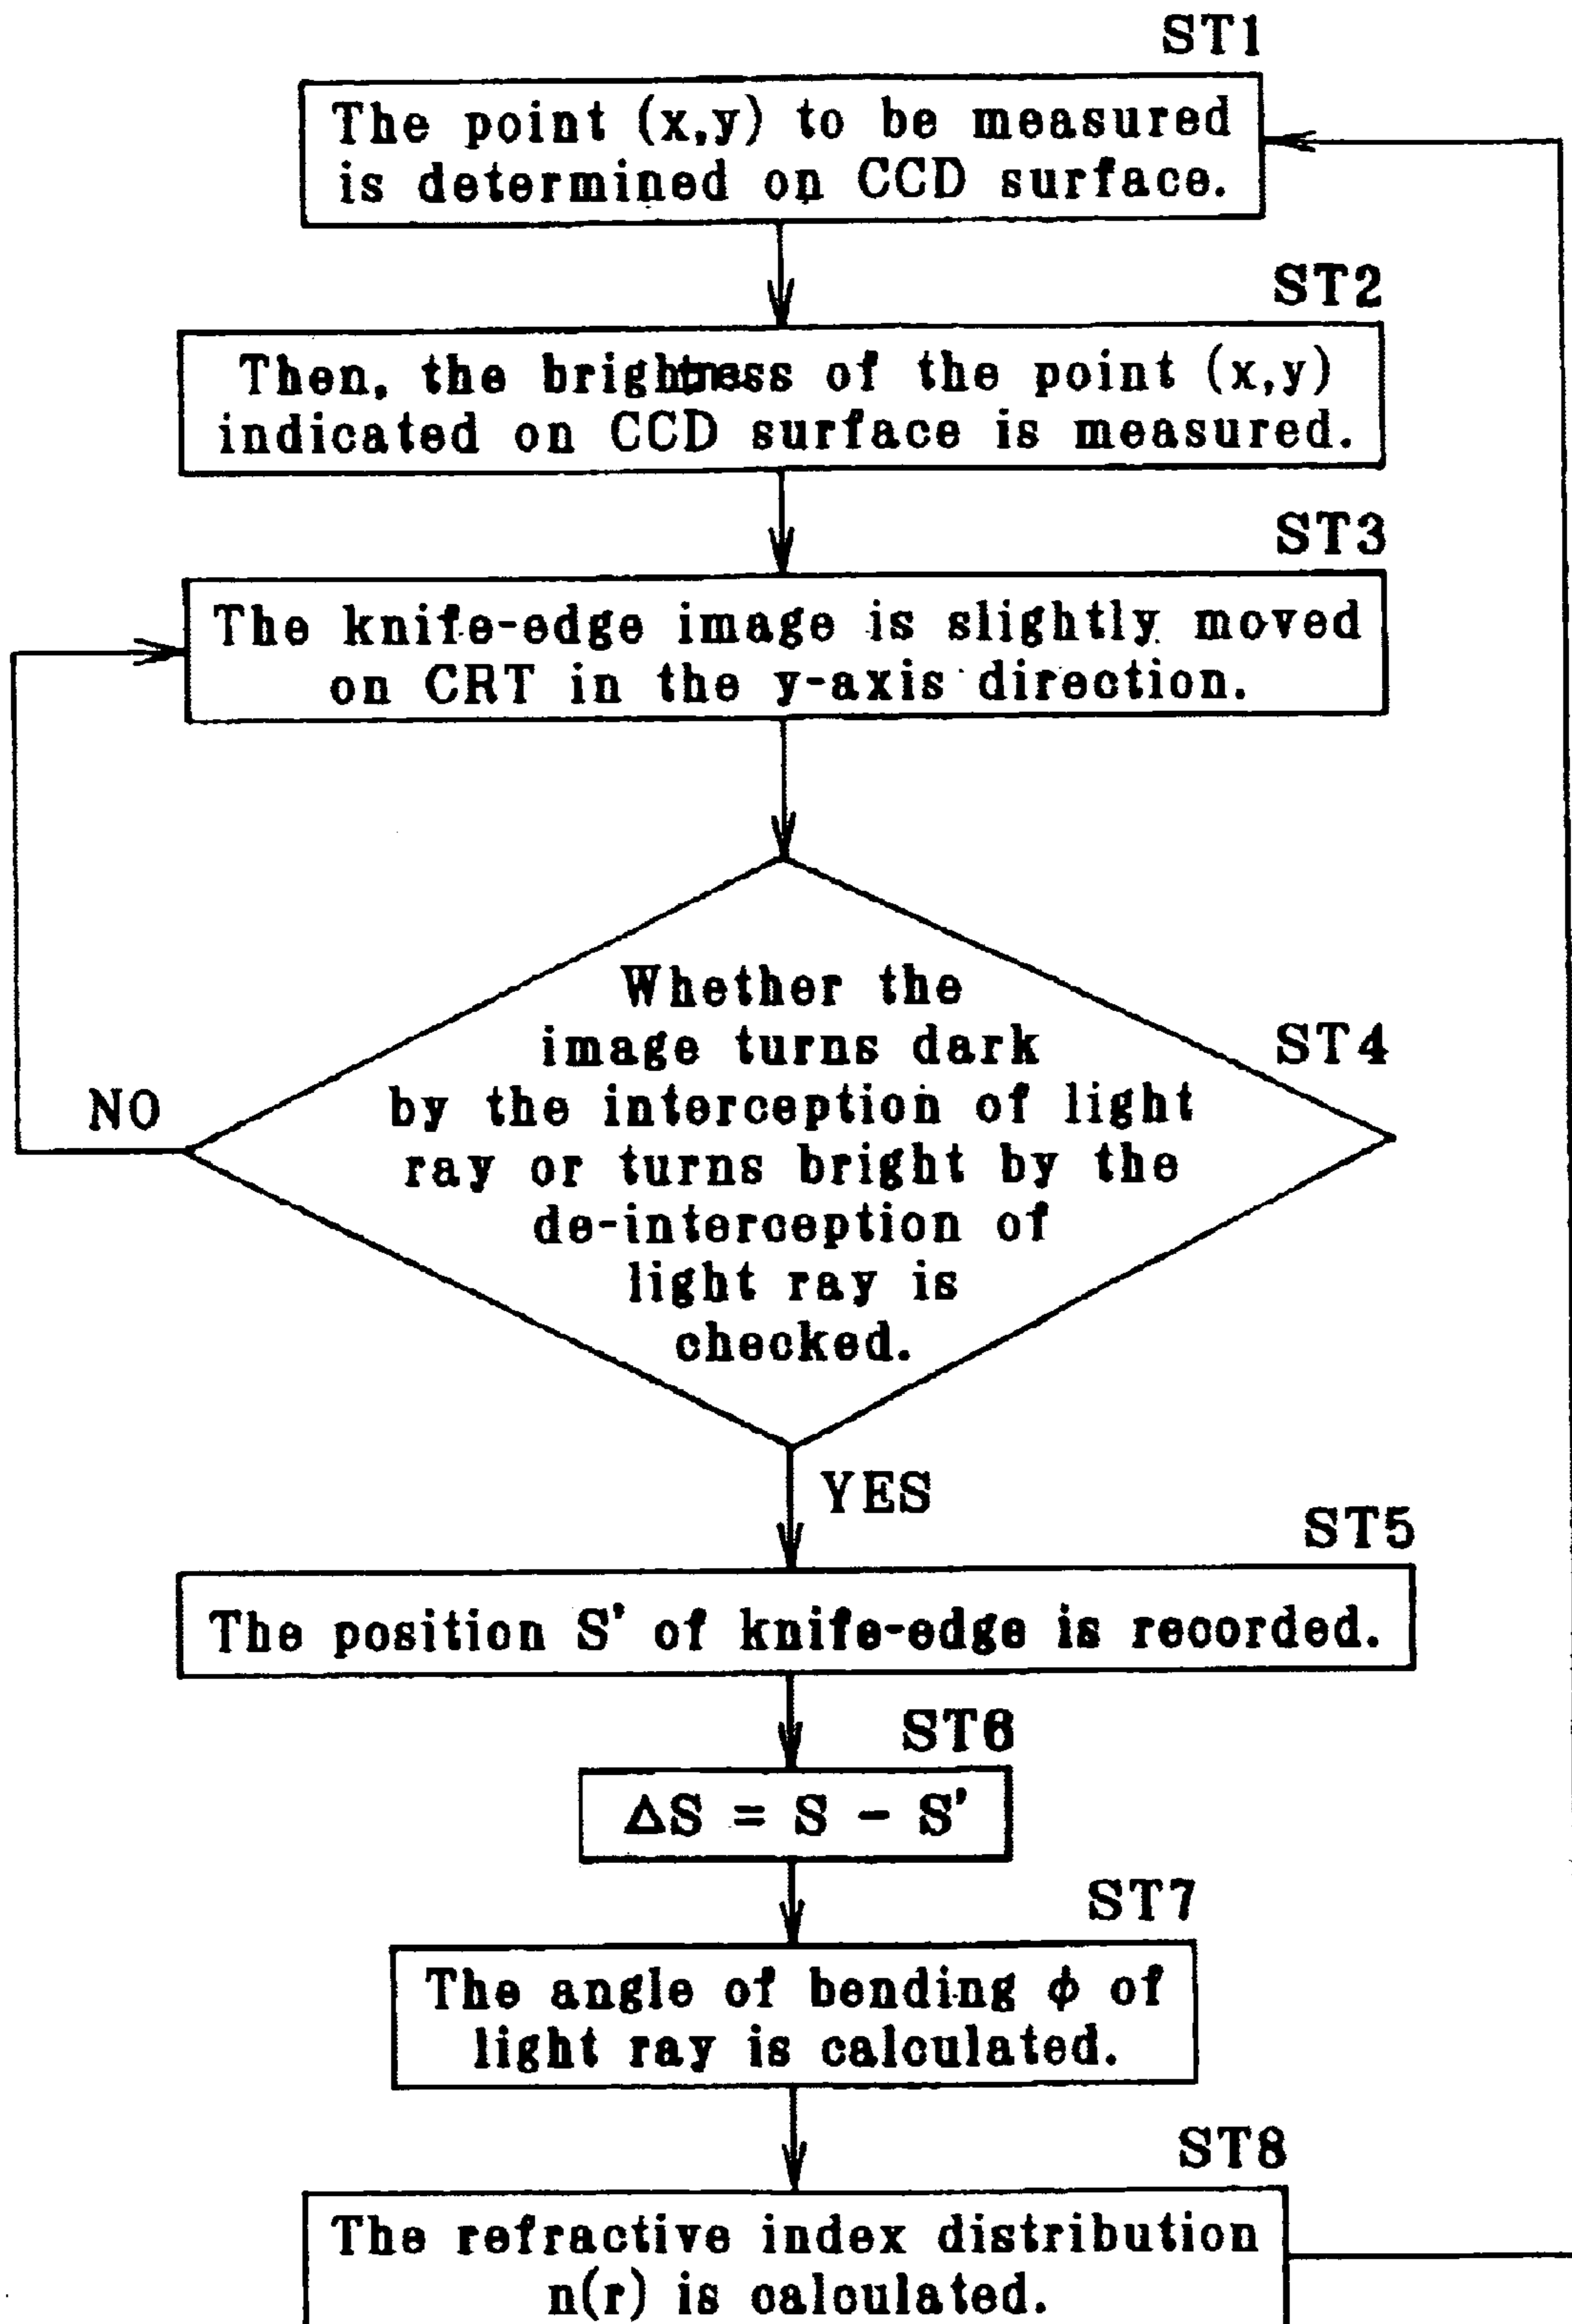 ST1
The point (x,y) to be measured
is determined on CCD surface.
ST2
Then, the brightness of the point (x,y)
indicated on CCD surface is measured.
ST3
The knife-edge image is slightly moved
on CRT in the y-axis direction.
Whether the
image turns dark
ST4
by the interception of light
NO
ray or turns bright by the
de-interception of
light ray is
checked.
YES
ST5
The position S' of knife-edge is recorded.
ST6
ΔS = S - S'
ST7
The angle of bending ϕ of
light ray is calculated.
ST8
The refractive index distribution
n(r) is calculated.